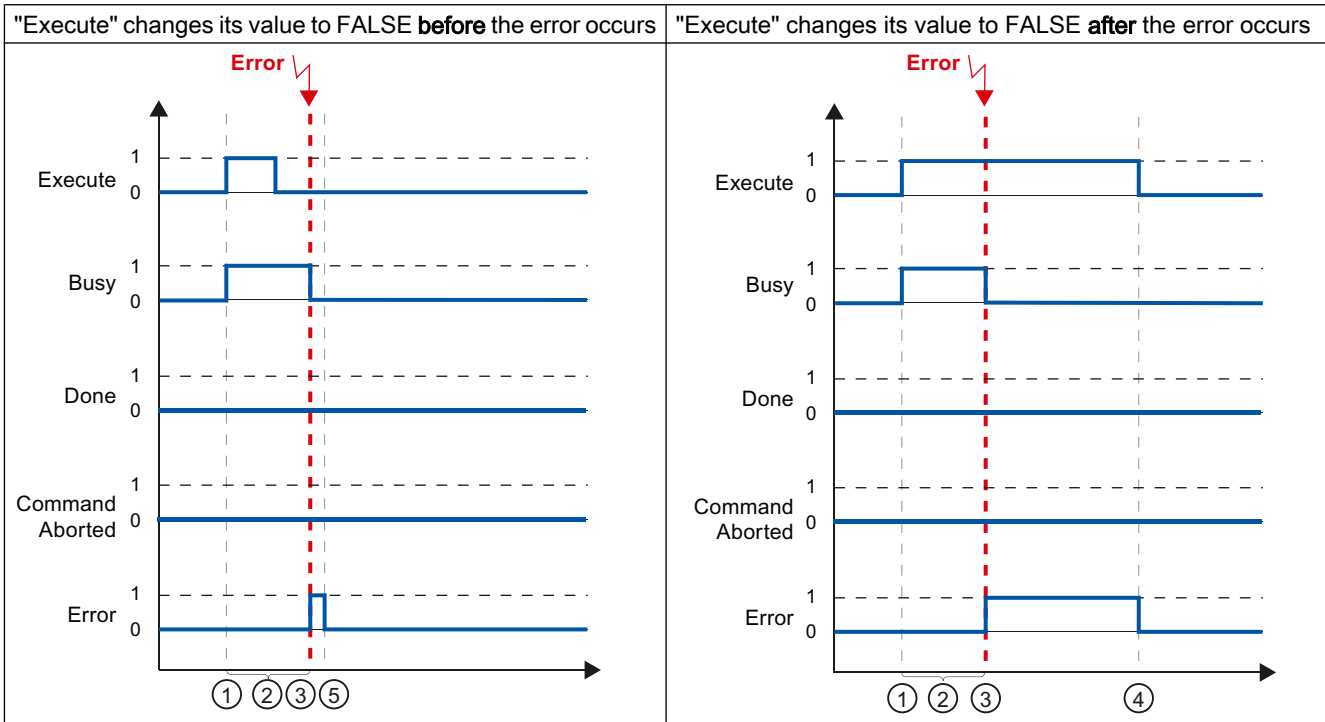 "Execute" changes its value to FALSE before the error occurs
Error
1
Execute
0
1
Busy
0
1
Done
0
1
Command
0
Aborted
1
Error
0
① ② ③ ⑤
"Execute" changes its value to FALSE after the error occurs
Error
1
Execute
0
1
Busy
0
1
Done
0
1
Command
0
Aborted
1
Error
0
① ② ③ ④